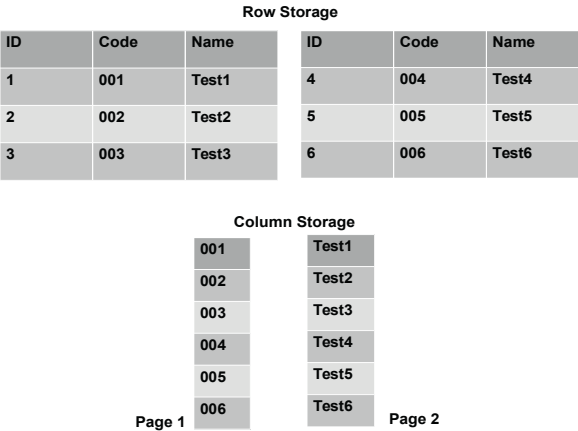 Row Storage
ID Code Name
1 001 Test1
2 002 Test2
3 003 Test3
ID Code Name
4 004 Test4
5 005 Test5
6 006 Test6
Column Storage
001
002
003
004
005
006
Page 1
Test1
Test2
Test3
Test4
Test5
Test6
Page 2